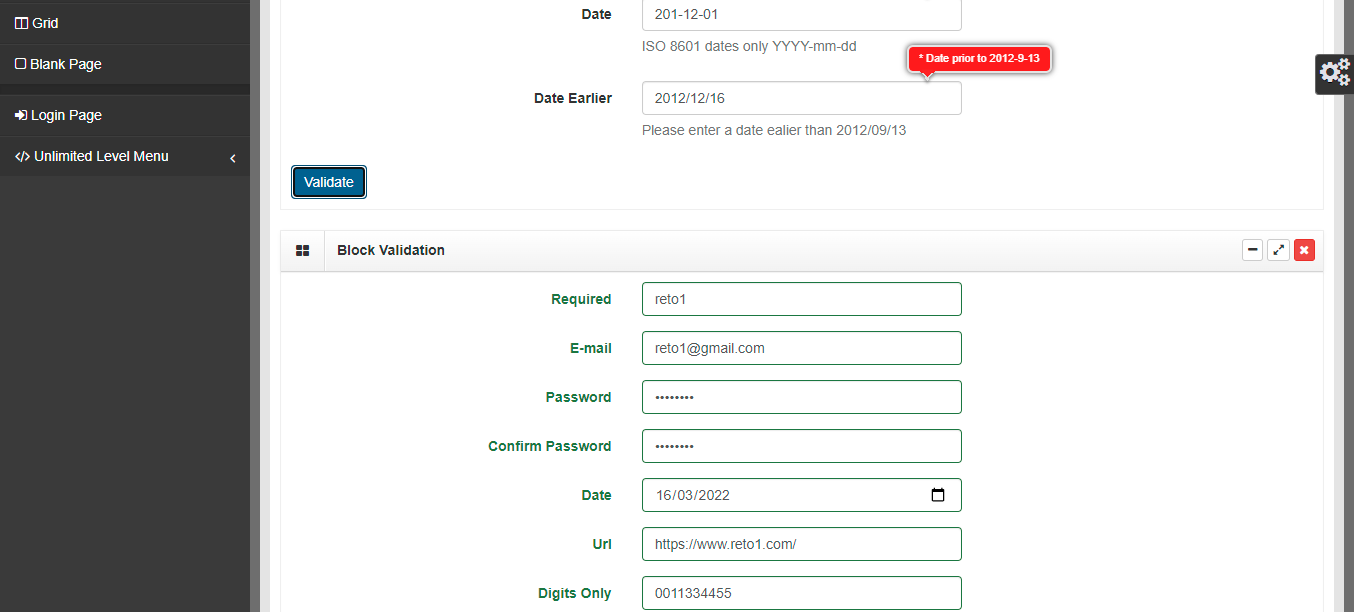 Grid
Blank Page
Login Page
Unlimited Level Menu
Date
201-12-01
ISO 8601 dates only YYYY-mm-dd
* Date prior to 2012-9-13
Date Earlier
2012/12/16
Please enter a date ealier than 2012/09/13
Validate
Block Validation
Required
reto1
E-mail
reto1@gmail.com
Password
••••••••
Confirm Password
••••••••
Date
16/03/2022
Url
https://www.reto1.com/
Digits Only
0011334455